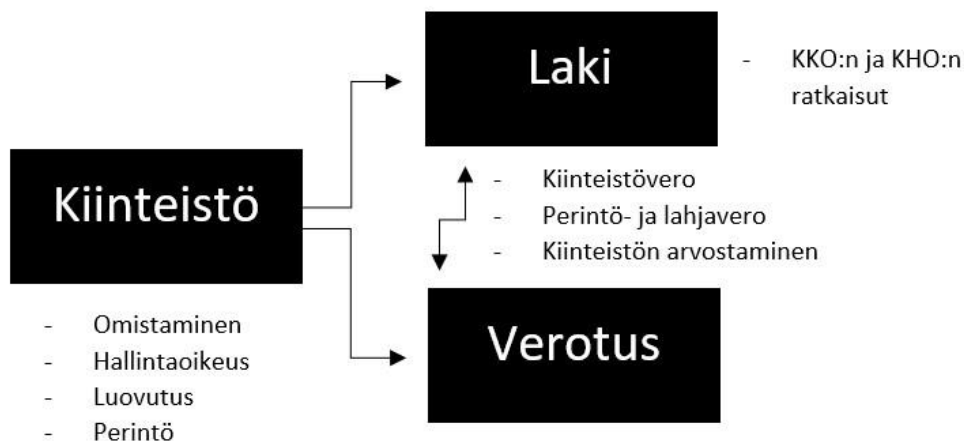 Laki
- KKO:n ja KHO:n
ratkaisut
Kiinteistö
- Kiinteistövero
- Perintö- ja lahjavero
- Kiinteistön arvostaminen
- Omistaminen
- Hallintaoikeus
- Luovutus
- Perintö
Verotus